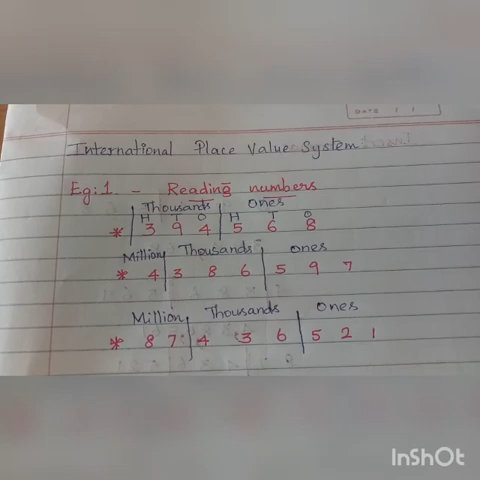 DATE / /
International Place Value System
Eg:1. - Reading numbers
Thousands Ones
H T O H T O
* 3 9 4 5 6 8
Million Thousands ones
* 4 3 8 6 5 9 7
Million Thousands ones
* 8 7 4 3 6 5 2 1
InShOt